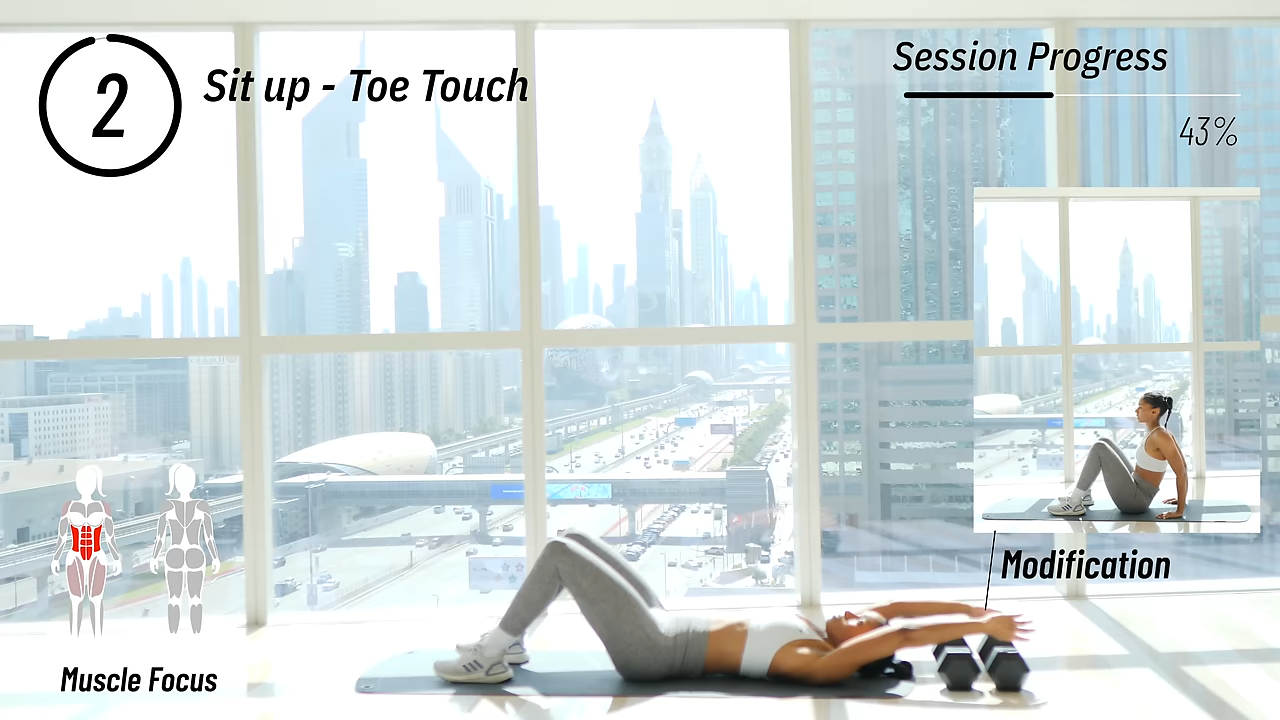 2
Sit up - Toe Touch
Session Progress
43%
Modification
Muscle Focus